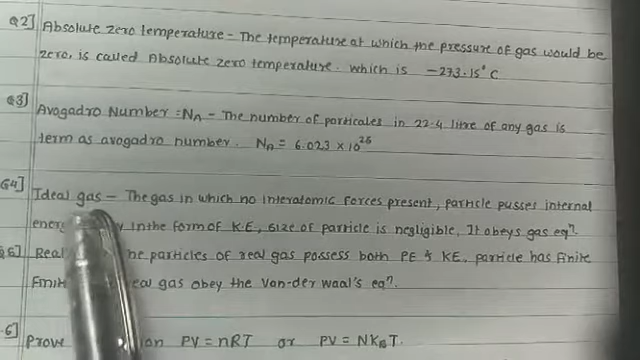 Q2] Absolute zero temperature - The temperature at which the pressure of gas would be
zero, is called Absolute zero temperature. which is -273.15°C
Q3] Avogadro Number = NA - The number of particales in 22.4 litre of any gas is
term as avogadro number. NA = 6.023 × 10²⁶
Q4] Ideal gas - The gas in which no interatomic forces present, particle pusses internal
in the form of K.E, size of particle is negligible, It obeys gas eqⁿ.
Real particles of real gas possess both PE & KE, particle has finite
gas obey the Van-der waal's eqⁿ.
6] Prove PV = nRT or PV = NKBT.